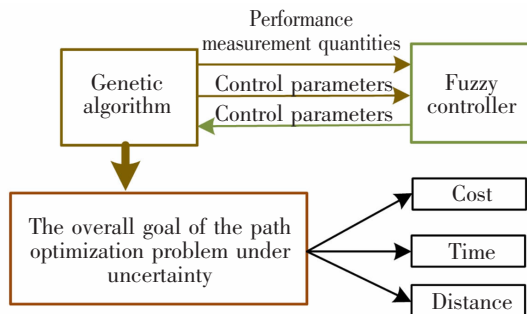 Performance
measurement quantities
Genetic
algorithm
Control parameters
Control parameters
Fuzzy
controller
The overall goal of the path
optimization problem under
uncertainty
Cost
Time
Distance